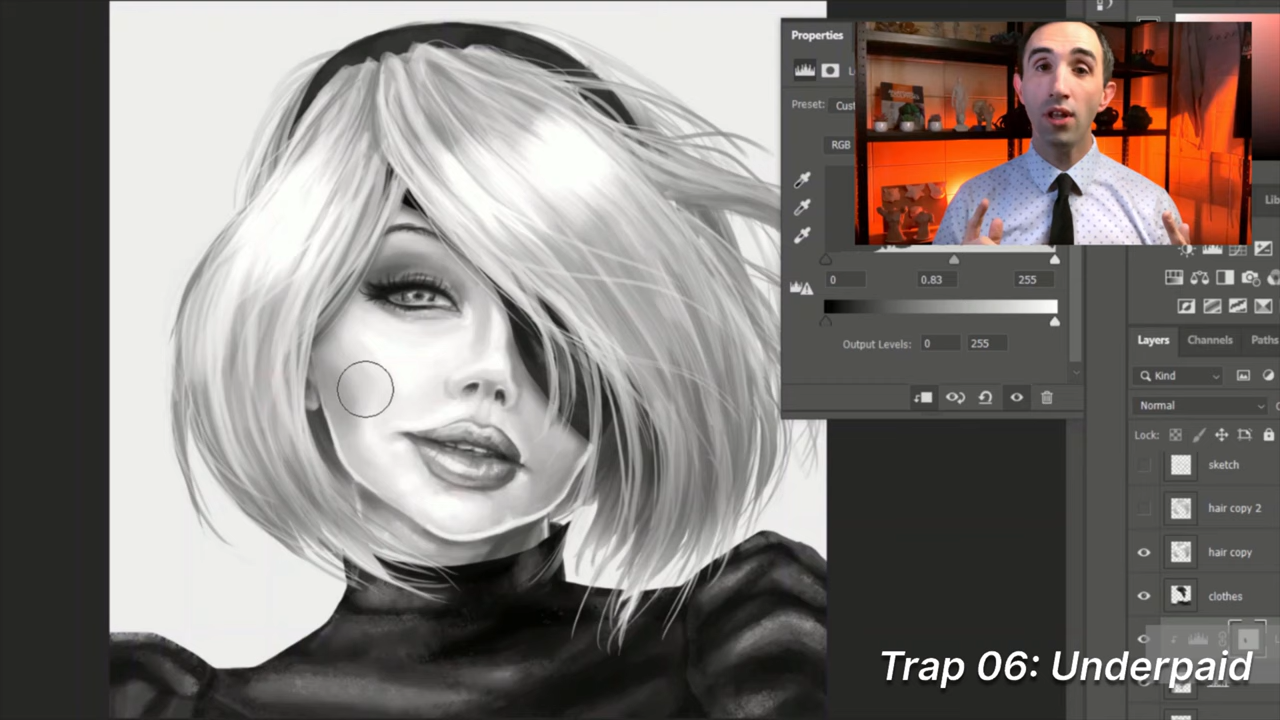 Properties
Preset:
RGB
0
0.83
255
Output Levels: 0 255
Layers Channels Paths
Kind
Normal
Lock:
sketch
hair copy 2
hair copy
clothes
Trap 06: Underpaid